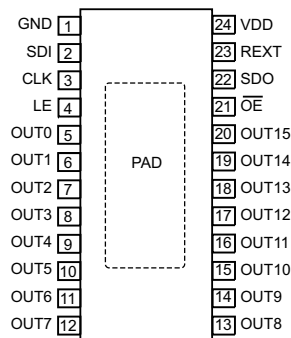 GND 1 24 VDD
SDI 2 23 REXT
CLK 3 22 SDO
LE 4 21 OE
OUT0 5 20 OUT15
OUT1 6 PAD 19 OUT14
OUT2 7 18 OUT13
OUT3 8 17 OUT12
OUT4 9 16 OUT11
OUT5 10 15 OUT10
OUT6 11 14 OUT9
OUT7 12 13 OUT8